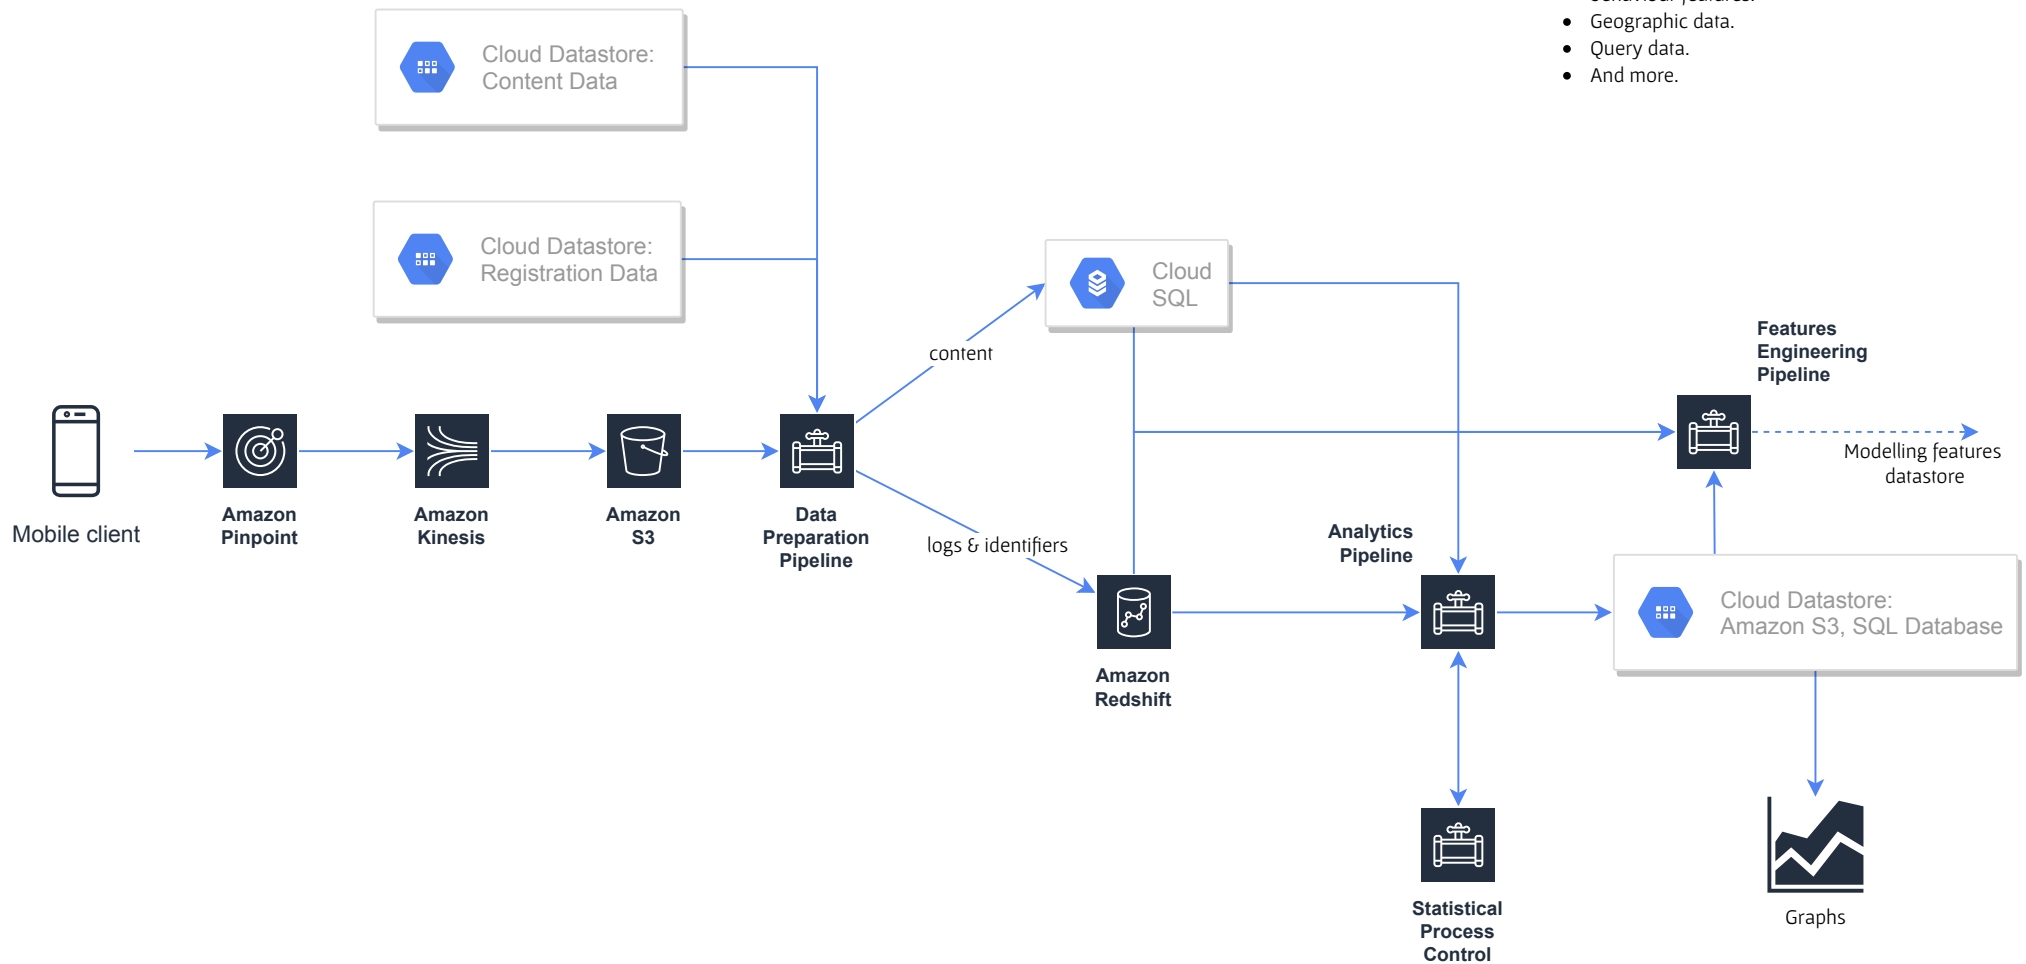 behaviour features.
Geographic data.
Query data.
And more.
Cloud Datastore:
Content Data
Cloud Datastore:
Registration Data
Cloud
SQL
content
Features
Engineering
Pipeline
Modelling features
datastore
Mobile client
Amazon
Pinpoint
Amazon
Kinesis
Amazon
S3
Data
Preparation
Pipeline
logs & identifiers
Analytics
Pipeline
Amazon
Redshift
Cloud Datastore:
Amazon S3, SQL Database
Statistical
Process
Control
Graphs